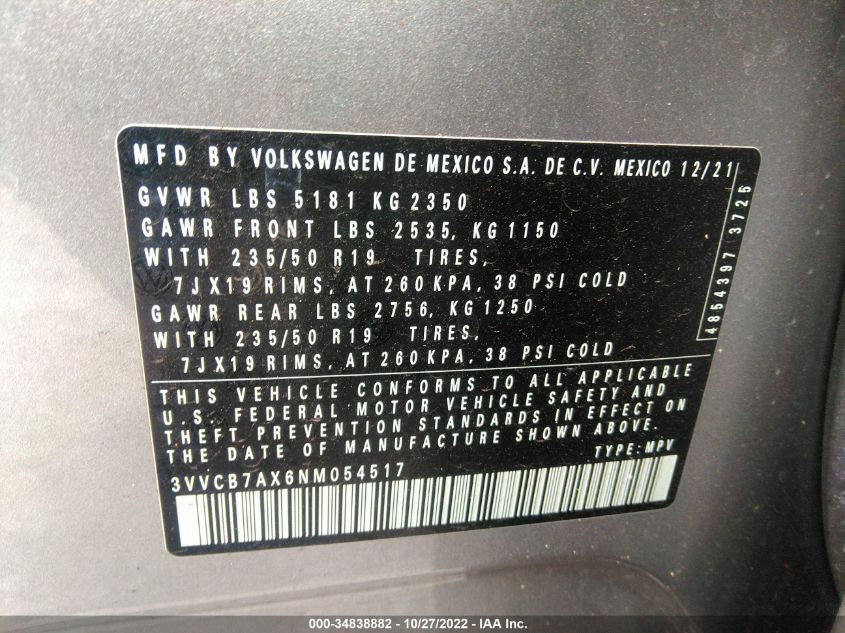 MFD BY VOLKSWAGEN DE MEXICO S.A. DE C.V. MEXICO 12/21
GVWR LBS 5181 KG 2350
GAWR FRONT LBS 2535, KG 1150
WITH 235/50 R19 TIRES,
7JX19 RIMS, AT 260 KPA, 38 PSI COLD
GAWR REAR LBS 2756, KG 1250
WITH 235/50 R19 TIRES,
7JX19 RIMS, AT 260 KPA, 38 PSI COLD
THIS VEHICLE CONFORMS TO ALL APPLICABLE
U.S. FEDERAL MOTOR VEHICLE SAFETY AND
THEFT PREVENTION STANDARDS IN EFFECT ON
THE DATE OF MANUFACTURE SHOWN ABOVE.
TYPE: MPV
3VVCB7AX6NM054517
4854397 3725
000-34838882 - 10/27/2022 - IAA Inc.